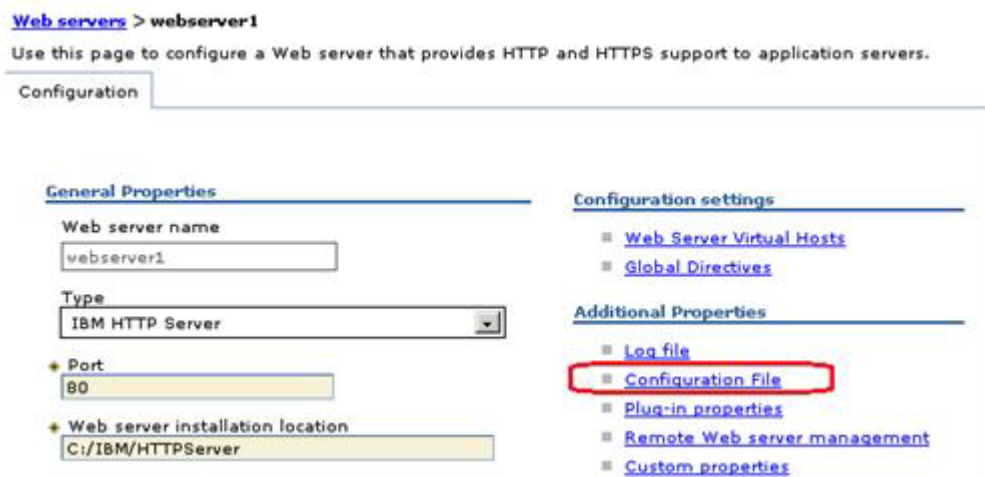 Web servers > webserver1
Use this page to configure a Web server that provides HTTP and HTTPS support to application servers.
Configuration
General Properties
Web server name
webserver1
Type
IBM HTTP Server
Port
80
Web server installation location
C:/IBM/HTTPServer
Configuration settings
Web Server Virtual Hosts
Global Directives
Additional Properties
Log file
Configuration File
Plug-in properties
Remote Web server management
Custom properties